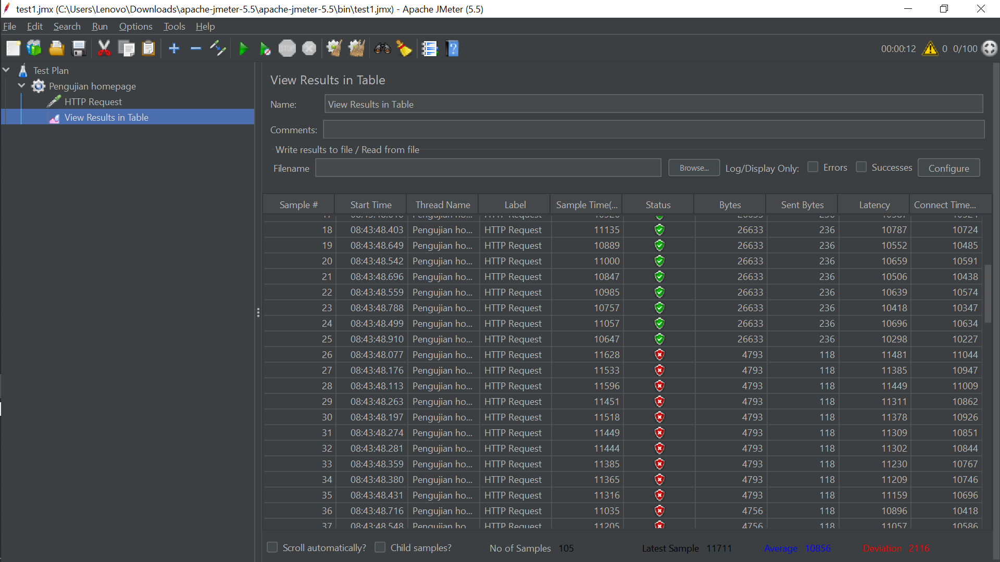 test1.jmx (C:\Users\Lenovo\Downloads\apache-jmeter-5.5\apache-jmeter-5.5\bin\test1.jmx) - Apache JMeter (5.5)
File Edit Search Run Options Tools Help
STOP 00:00:12 0 0/100
Test Plan
Pengujian homepage
HTTP Request
View Results in Table
View Results in Table
Name: View Results in Table
Comments:
Write results to file / Read from file
Filename Browse... Log/Display Only: Errors Successes Configure
Sample # Start Time Thread Name Label Sample Time(... Status Bytes Sent Bytes Latency Connect Time...
18 08:43:48.403 Pengujian ho... HTTP Request 11135 26633 236 10787 10724
19 08:43:48.649 Pengujian ho... HTTP Request 10889 26633 236 10552 10485
20 08:43:48.542 Pengujian ho... HTTP Request 11000 26633 236 10659 10591
21 08:43:48.696 Pengujian ho... HTTP Request 10847 26633 236 10506 10438
22 08:43:48.559 Pengujian ho... HTTP Request 10985 26633 236 10639 10574
23 08:43:48.788 Pengujian ho... HTTP Request 10757 26633 236 10418 10347
24 08:43:48.499 Pengujian ho... HTTP Request 11057 26633 236 10696 10634
25 08:43:48.910 Pengujian ho... HTTP Request 10647 26633 236 10298 10227
26 08:43:48.077 Pengujian ho... HTTP Request 11628 4793 118 11481 11044
27 08:43:48.176 Pengujian ho... HTTP Request 11533 4793 118 11385 10947
28 08:43:48.113 Pengujian ho... HTTP Request 11596 4793 118 11449 11009
29 08:43:48.263 Pengujian ho... HTTP Request 11451 4793 118 11311 10862
30 08:43:48.197 Pengujian ho... HTTP Request 11518 4793 118 11378 10926
31 08:43:48.274 Pengujian ho... HTTP Request 11449 4793 118 11309 10851
32 08:43:48.281 Pengujian ho... HTTP Request 11444 4793 118 11302 10844
33 08:43:48.359 Pengujian ho... HTTP Request 11385 4793 118 11230 10767
34 08:43:48.380 Pengujian ho... HTTP Request 11365 4793 118 11209 10746
35 08:43:48.431 Pengujian ho... HTTP Request 11316 4793 118 11159 10696
36 08:43:48.716 Pengujian ho... HTTP Request 11035 4756 118 10896 10418
37 08:43:48.548 Pengujian ho... HTTP Request 11205 4756 118 11057 10586
Scroll automatically? Child samples? No of Samples 105 Latest Sample 11711 Average 10856 Deviation 2116